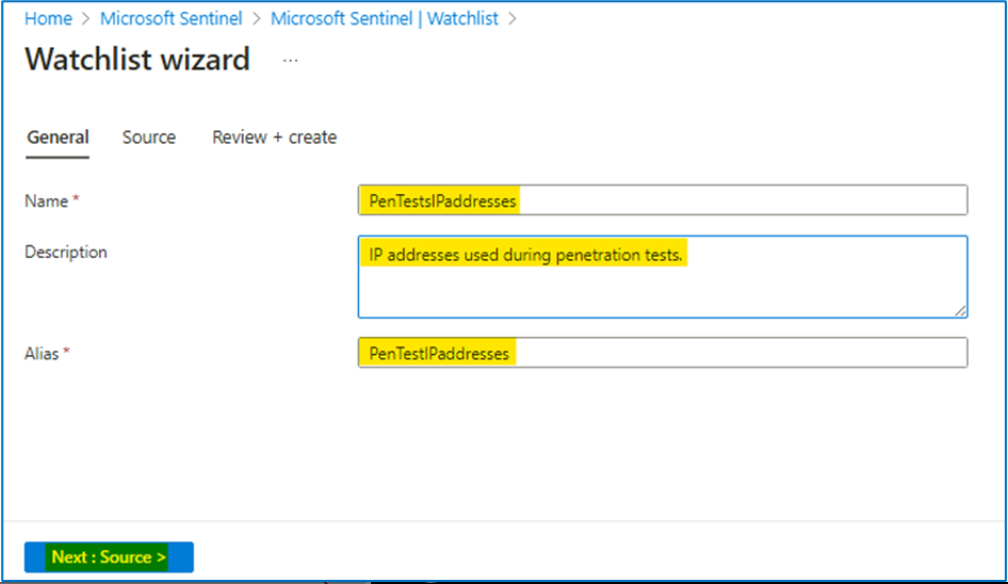 Home > Microsoft Sentinel > Microsoft Sentinel | Watchlist >
Watchlist wizard ...
General Source Review + create
Name * PenTestsIPaddresses
Description IP addresses used during penetration tests.
Alias * PenTestIPaddresses
Next : Source >